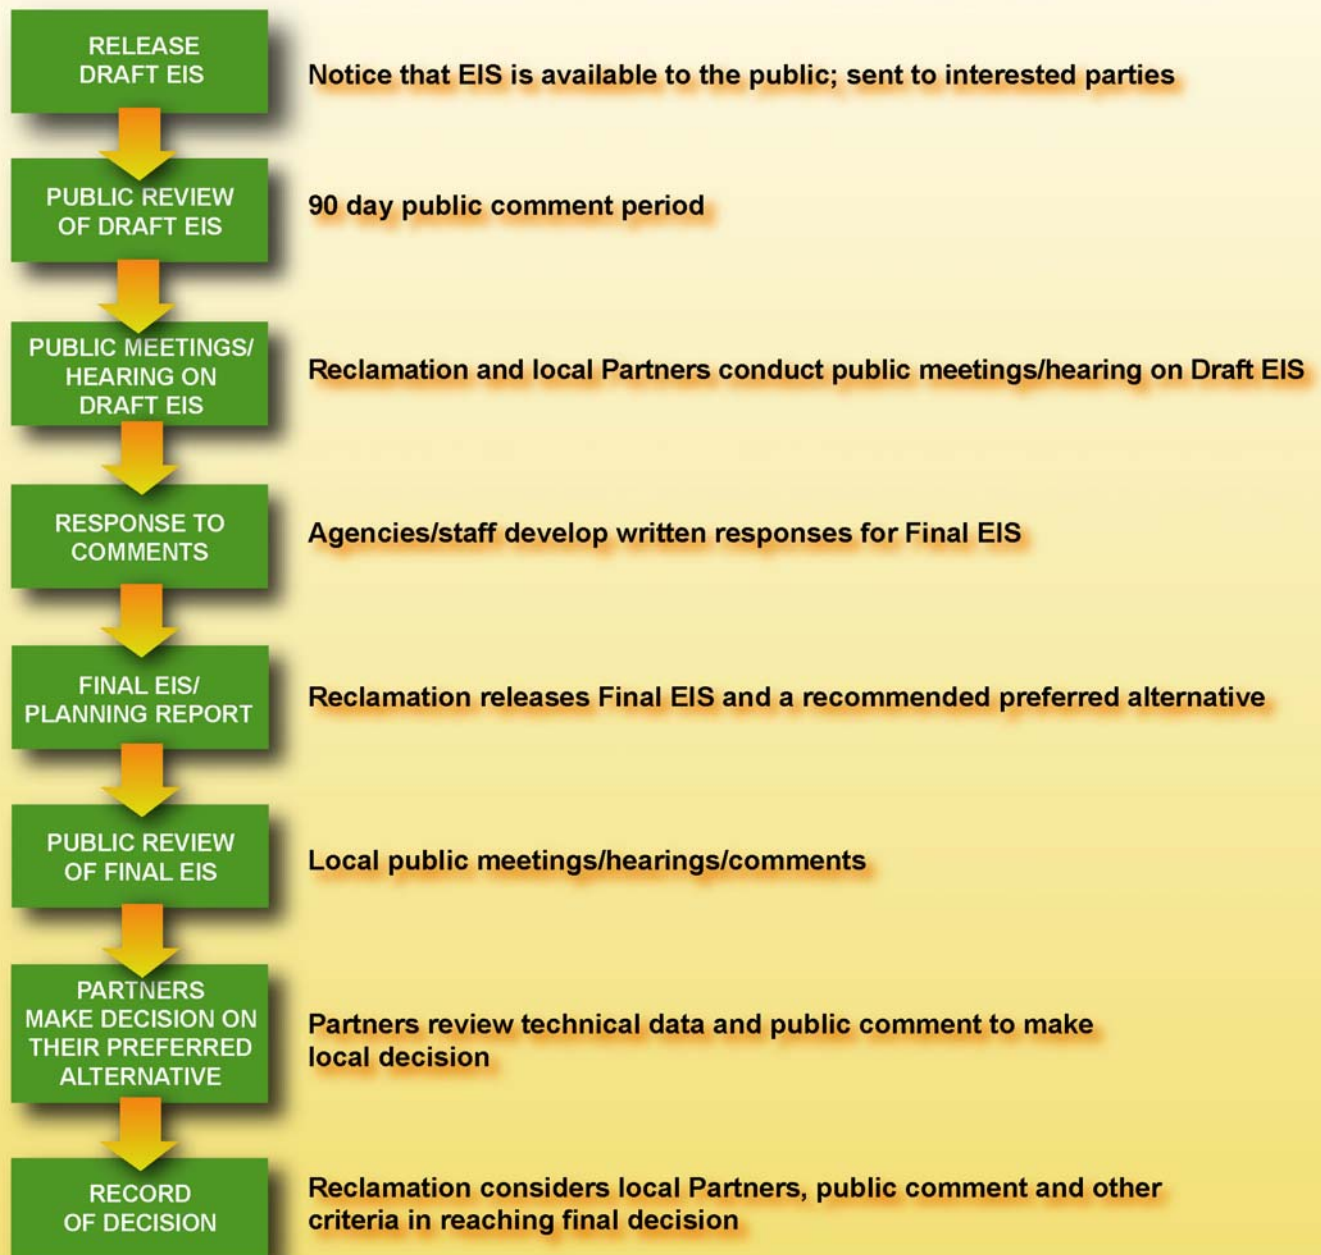 RELEASE
DRAFT EIS
Notice that EIS is available to the public; sent to interested parties
PUBLIC REVIEW
OF DRAFT EIS
90 day public comment period
PUBLIC MEETINGS/
HEARING ON
DRAFT EIS
Reclamation and local Partners conduct public meetings/hearing on Draft EIS
RESPONSE TO
COMMENTS
Agencies/staff develop written responses for Final EIS
FINAL EIS/
PLANNING REPORT
Reclamation releases Final EIS and a recommended preferred alternative
PUBLIC REVIEW
OF FINAL EIS
Local public meetings/hearings/comments
PARTNERS
MAKE DECISION ON
THEIR PREFERRED
ALTERNATIVE
Partners review technical data and public comment to make
local decision
RECORD
OF DECISION
Reclamation considers local Partners, public comment and other
criteria in reaching final decision